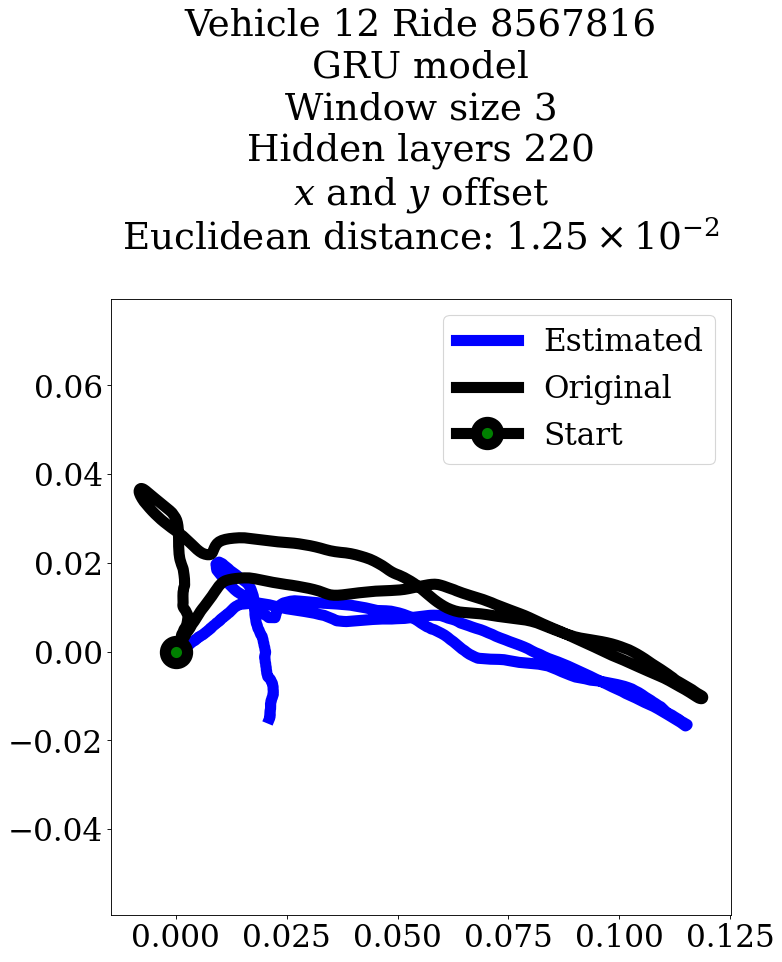 Vehicle 12 Ride 8567816
GRU model
Window size 3
Hidden layers 220
x and y offset
Euclidean distance: 1.25 × 10⁻²
Estimated
Original
Start
0.06
0.04
0.02
0.00
−0.02
−0.04
0.000 0.025 0.050 0.075 0.100 0.125